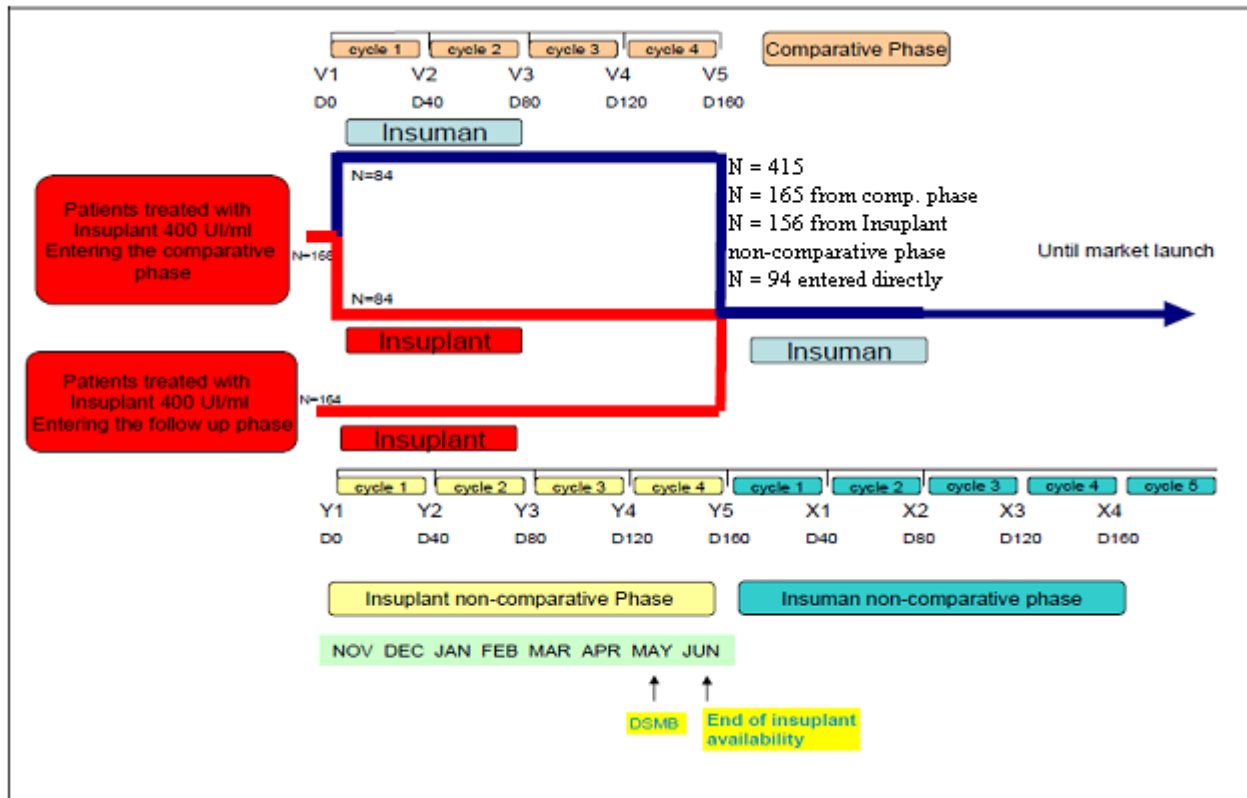 cycle 1 cycle 2 cycle 3 cycle 4 Comparative Phase
V1 V2 V3 V4 V5
D0 D40 D80 D120 D160
Insuman
N=84
N = 415
N = 165 from comp. phase
N = 156 from Insuplant
non-comparative phase
N = 94 entered directly
Until market launch
Patients treated with
Insuplant 400 UI/ml
Entering the comparative
phase
N=168
N=84
Insuplant
Insuman
Patients treated with
Insuplant 400 UI/ml
Entering the follow up phase
N=164
Insuplant
cycle 1 cycle 2 cycle 3 cycle 4 cycle 1 cycle 2 cycle 3 cycle 4 cycle 5
Y1 Y2 Y3 Y4 Y5 X1 X2 X3 X4
D0 D40 D80 D120 D160 D40 D80 D120 D160
Insuplant non-comparative Phase
Insuman non-comparative phase
NOV DEC JAN FEB MAR APR MAY JUN
DSMB
End of insuplant
availability